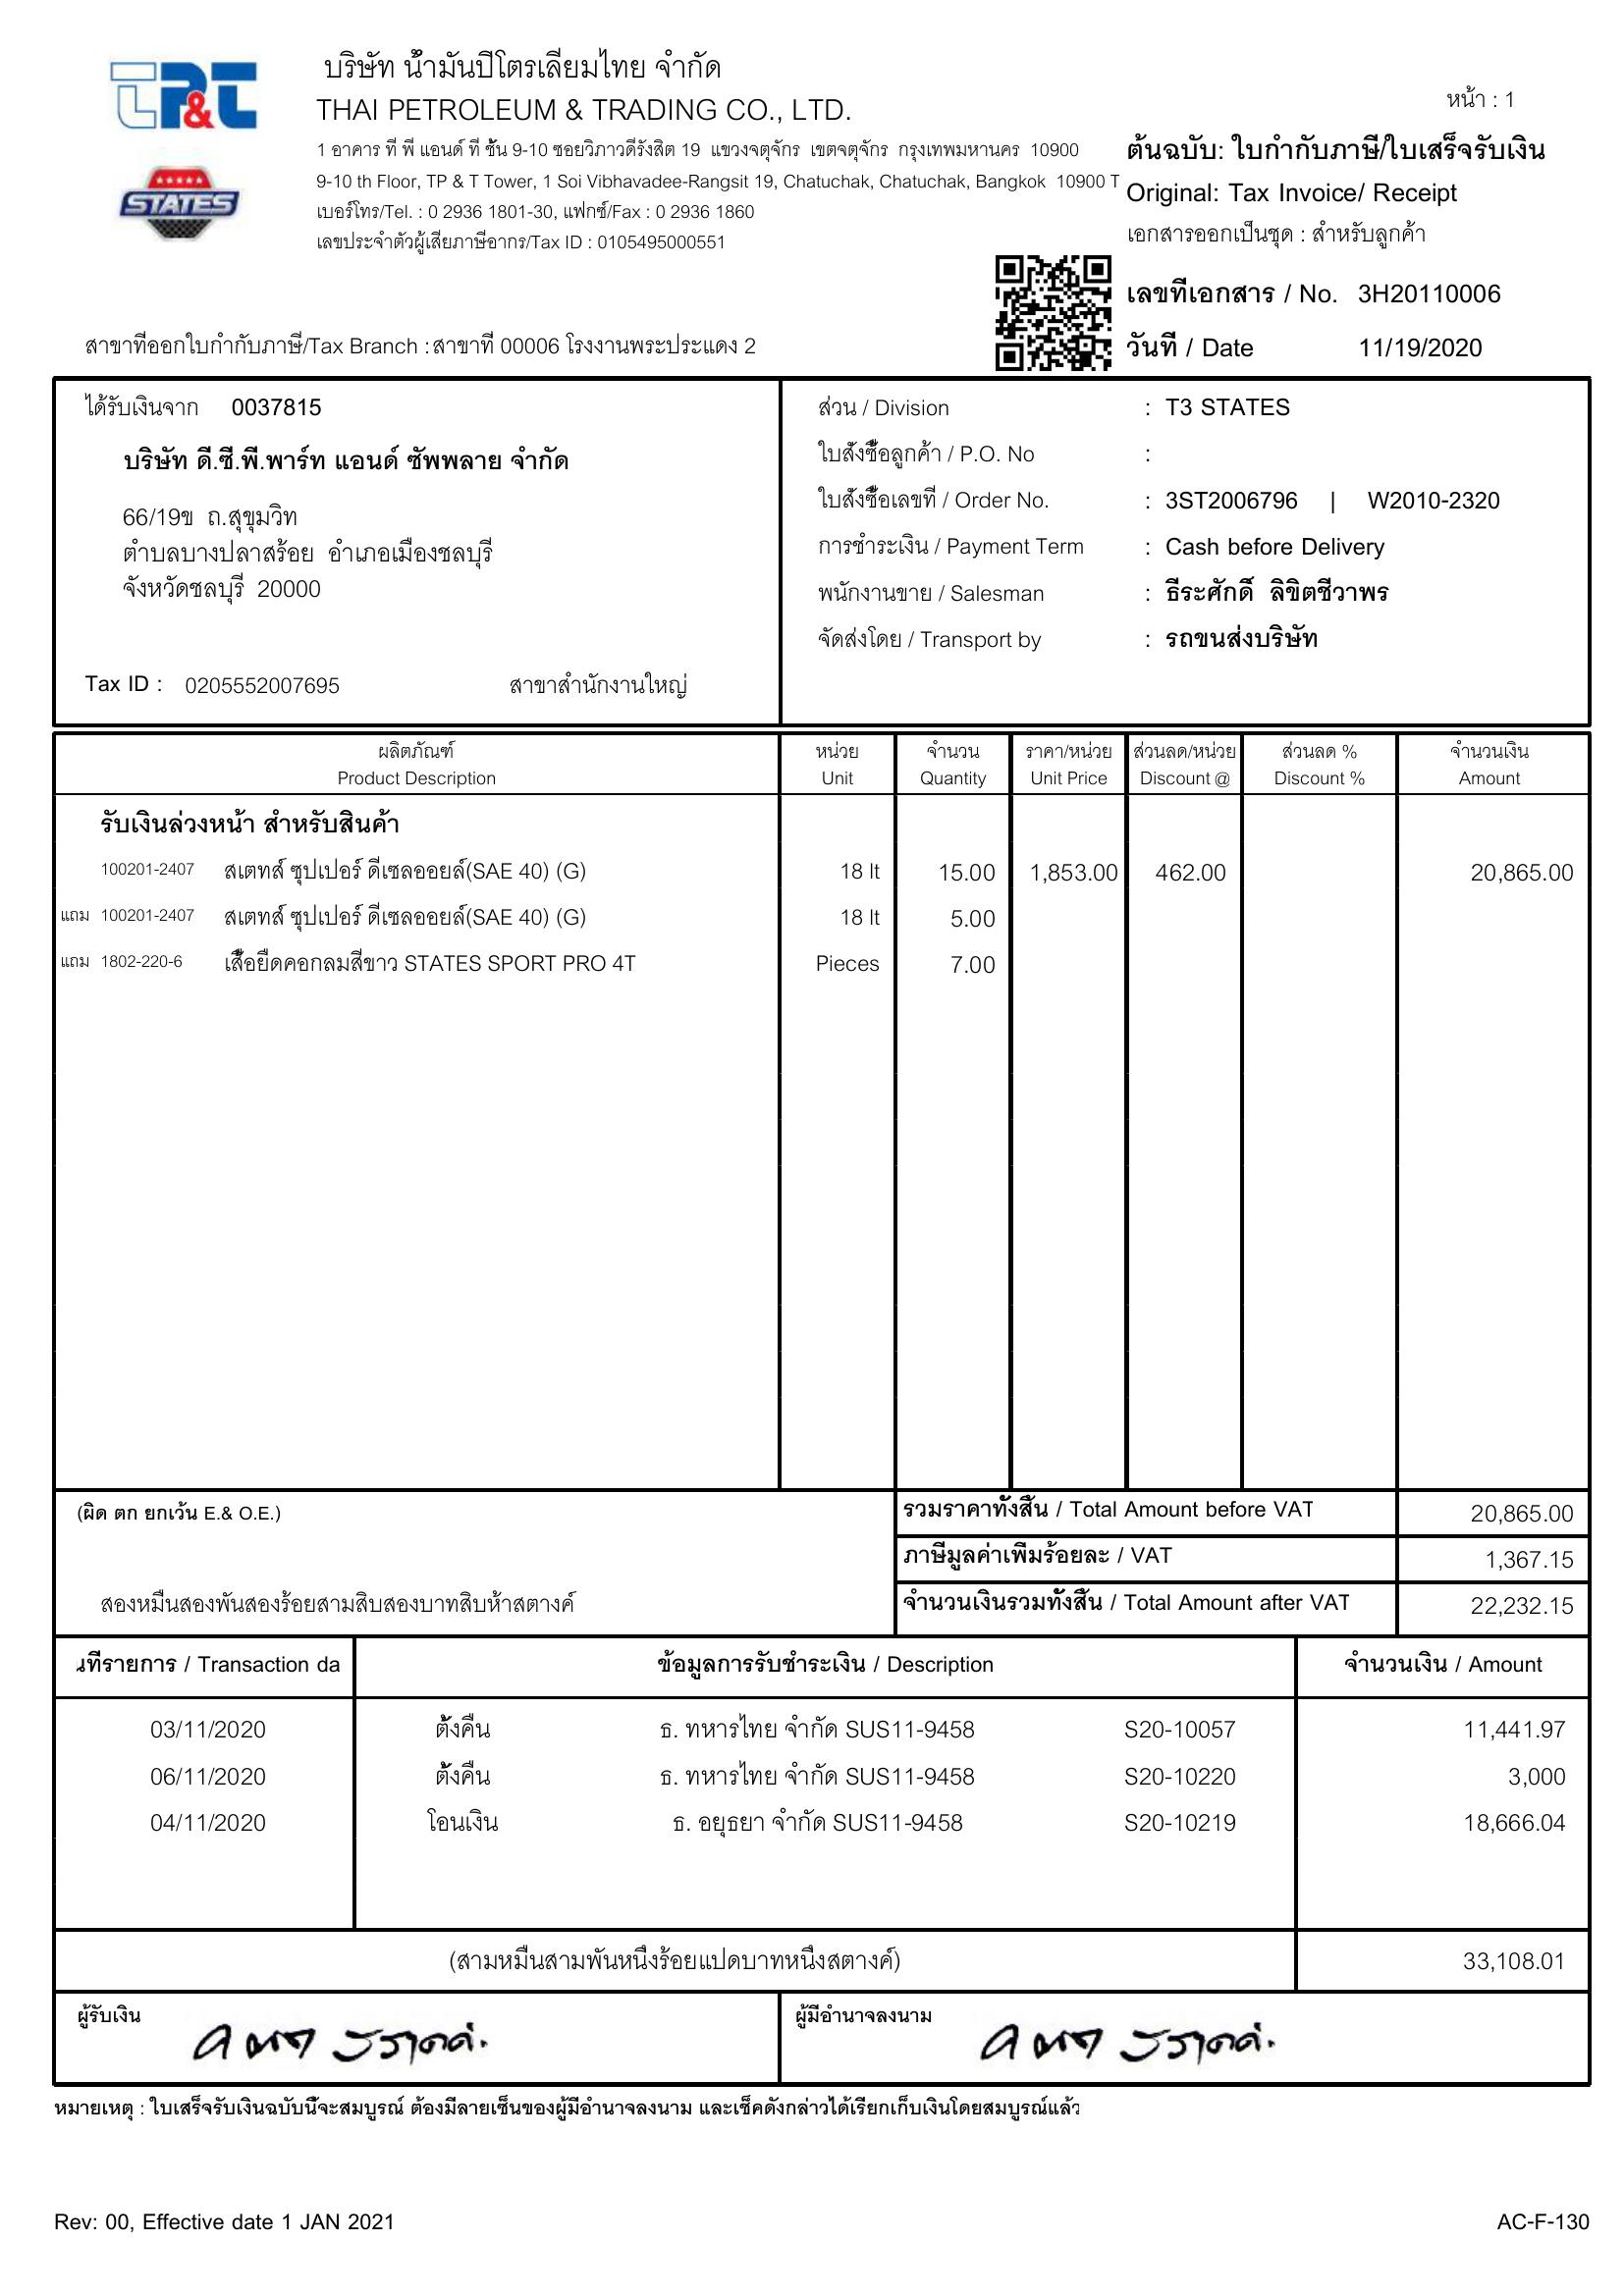 TP&T
STATES
บริษัท น้ำมันปิโตรเลียมไทย จำกัด
THAI PETROLEUM & TRADING CO., LTD.
1 อาคาร ที พี แอนด์ ที ชั้น 9-10 ซอยวิภาวดีรังสิต 19 แขวงจตุจักร เขตจตุจักร กรุงเทพมหานคร 10900
9-10 th Floor, TP & T Tower, 1 Soi Vibhavadee-Rangsit 19, Chatuchak, Chatuchak, Bangkok 10900 T
เบอร์โทร/Tel. : 0 2936 1801-30, แฟกซ์/Fax : 0 2936 1860
เลขประจำตัวผู้เสียภาษีอากร/Tax ID : 0105495000551
หน้า : 1
ต้นฉบับ: ใบกำกับภาษี/ใบเสร็จรับเงิน
Original: Tax Invoice/ Receipt
เอกสารออกเป็นชุด : สำหรับลูกค้า
เลขที่เอกสาร / No. 3H20110006
สาขาที่ออกใบกำกับภาษี/Tax Branch : สาขาที่ 00006 โรงงานพระประแดง 2
วันที่ / Date 11/19/2020
ได้รับเงินจาก 0037815
บริษัท ดี.ซี.พี.พาร์ท แอนด์ ซัพพลาย จำกัด
66/19ข ถ.สุขุมวิท
ตำบลบางปลาสร้อย อำเภอเมืองชลบุรี
จังหวัดชลบุรี 20000
Tax ID : 0205552007695 สาขาสำนักงานใหญ่
ส่วน / Division : T3 STATES
ใบสั่งซื้อลูกค้า / P.O. No :
ใบสั่งซื้อเลขที่ / Order No. : 3ST2006796 | W2010-2320
การชำระเงิน / Payment Term : Cash before Delivery
พนักงานขาย / Salesman : ธีระศักดิ์ ลิขิตชีวาพร
จัดส่งโดย / Transport by : รถขนส่งบริษัท
ผลิตภัณฑ์ หน่วย จำนวน ราคา/หน่วย ส่วนลด/หน่วย ส่วนลด % จำนวนเงิน
Product Description Unit Quantity Unit Price Discount @ Discount % Amount
รับเงินล่วงหน้า สำหรับสินค้า
100201-2407 สเตทส์ ซุปเปอร์ ดีเซลออยล์(SAE 40) (G) 18 lt 15.00 1,853.00 462.00 20,865.00
แถม 100201-2407 สเตทส์ ซุปเปอร์ ดีเซลออยล์(SAE 40) (G) 18 lt 5.00
แถม 1802-220-6 เสื้อยืดคอกลมสีขาว STATES SPORT PRO 4T Pieces 7.00
(ผิด ตก ยกเว้น E.& O.E.)
รวมราคาทั้งสิ้น / Total Amount before VAT 20,865.00
ภาษีมูลค่าเพิ่มร้อยละ / VAT 1,367.15
สองหมื่นสองพันสองร้อยสามสิบสองบาทสิบห้าสตางค์
จำนวนเงินรวมทั้งสิ้น / Total Amount after VAT 22,232.15
นที่รายการ / Transaction da ข้อมูลการรับชำระเงิน / Description จำนวนเงิน / Amount
03/11/2020 ตั้งคืน ธ. ทหารไทย จำกัด SUS11-9458 S20-10057 11,441.97
06/11/2020 ตั้งคืน ธ. ทหารไทย จำกัด SUS11-9458 S20-10220 3,000
04/11/2020 โอนเงิน ธ. อยุธยา จำกัด SUS11-9458 S20-10219 18,666.04
(สามหมื่นสามพันหนึ่งร้อยแปดบาทหนึ่งสตางค์) 33,108.01
ผู้รับเงิน
ผู้มีอำนาจลงนาม
หมายเหตุ : ใบเสร็จรับเงินฉบับนี้จะสมบูรณ์ ต้องมีลายเซ็นของผู้มีอำนาจลงนาม และเช็คดังกล่าวได้เรียกเก็บเงินโดยสมบูรณ์แล้ว
Rev: 00, Effective date 1 JAN 2021
AC-F-130